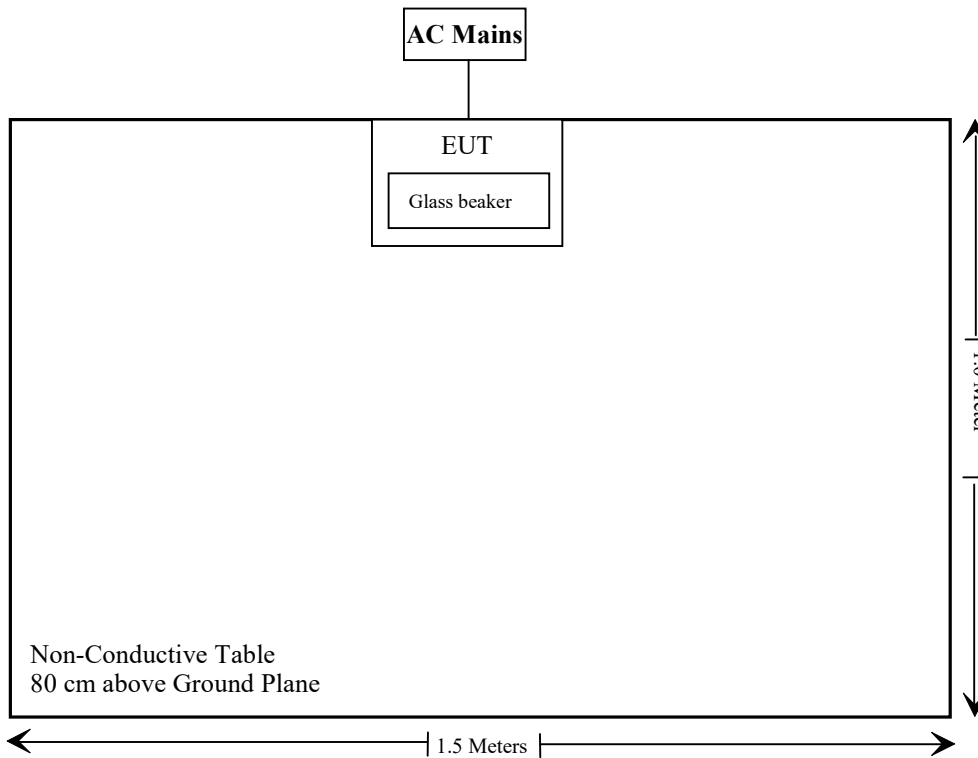 AC Mains
EUT
Glass beaker
Non-Conductive Table
80 cm above Ground Plane
1.5 Meters